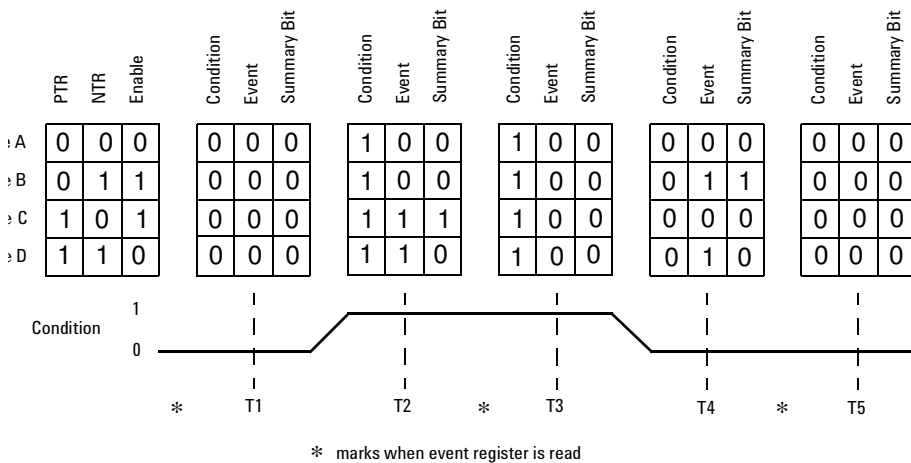 PTR NTR Enable Condition Event Summary Bit Condition Event Summary Bit Condition Event Summary Bit Condition Event Summary Bit Condition Event Summary Bit
A 0 0 0 0 0 0 1 0 0 1 0 0 0 0 0 0 0 0
e B 0 1 1 0 0 0 1 0 0 1 0 0 0 1 1 0 0 0
e C 1 0 1 0 0 0 1 1 1 1 0 0 0 0 0 0 0 0
e D 1 1 0 0 0 0 1 1 0 1 0 0 0 1 0 0 0 0
1
Condition
0
* T1 T2 * T3 T4 * T5
* marks when event register is read